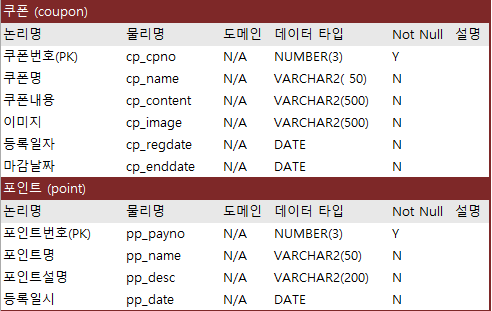 쿠폰 (coupon)
논리명 물리명 도메인 데이터 타입 Not Null 설명
쿠폰번호(PK) cp_cpno N/A NUMBER(3) Y
쿠폰명 cp_name N/A VARCHAR2( 50) N
쿠폰내용 cp_content N/A VARCHAR2(500) N
이미지 cp_image N/A VARCHAR2(500) N
등록일자 cp_regdate N/A DATE N
마감날짜 cp_enddate N/A DATE N
포인트 (point)
논리명 물리명 도메인 데이터 타입 Not Null 설명
포인트번호(PK) pp_payno N/A NUMBER(3) Y
포인트명 pp_name N/A VARCHAR2(50) N
포인트설명 pp_desc N/A VARCHAR2(200) N
등록일시 pp_date N/A DATE N